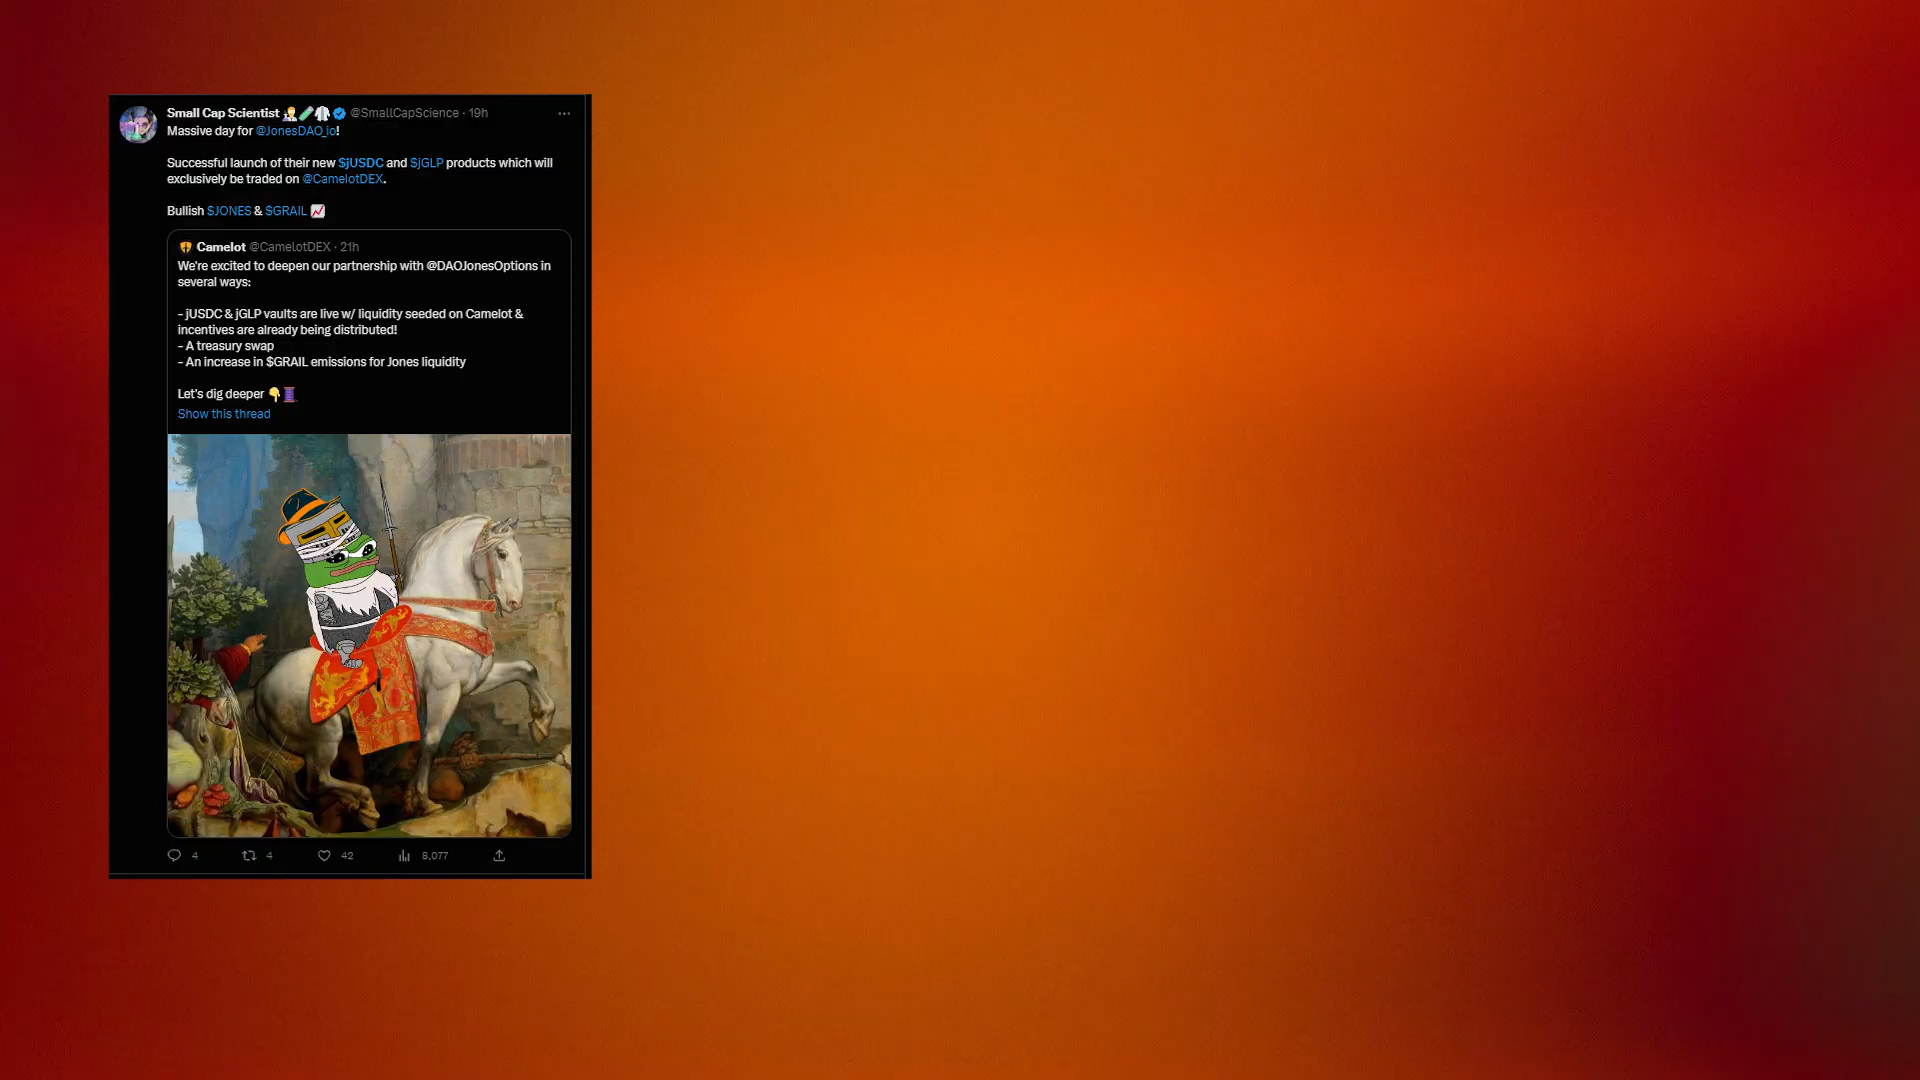 Small Cap Scientist @SmallCapScience · 19h
Massive day for @JonesDAO_io!
Successful launch of their new $jUSDC and $jGLP products which will
exclusively be traded on @CamelotDEX.
Bullish $JONES & $GRAIL
Camelot @CamelotDEX · 21h
We're excited to deepen our partnership with @DAOJonesOptions in
several ways:
- jUSDC & jGLP vaults are live w/ liquidity seeded on Camelot &
incentives are already being distributed!
- A treasury swap
- An increase in $GRAIL emissions for Jones liquidity
Let's dig deeper
Show this thread
4 4 42 8,077